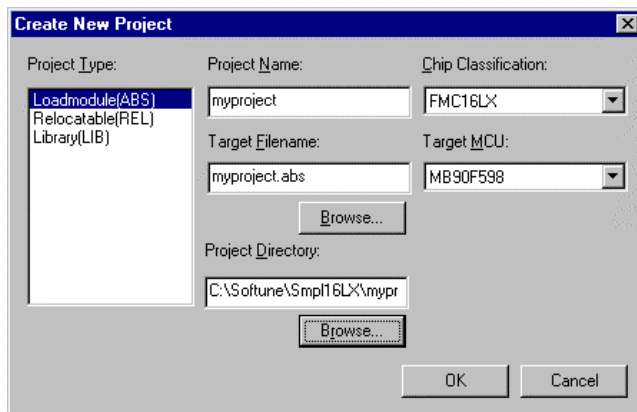 Create New Project
Project Type:
Loadmodule(ABS)
Relocatable(REL)
Library(LIB)
Project Name:
myproject
Target Filename:
myproject.abs
Browse...
Project Directory:
C:\Softune\Smpl16LX\mypr
Browse...
Chip Classification:
FMC16LX
Target MCU:
MB90F598
OK
Cancel